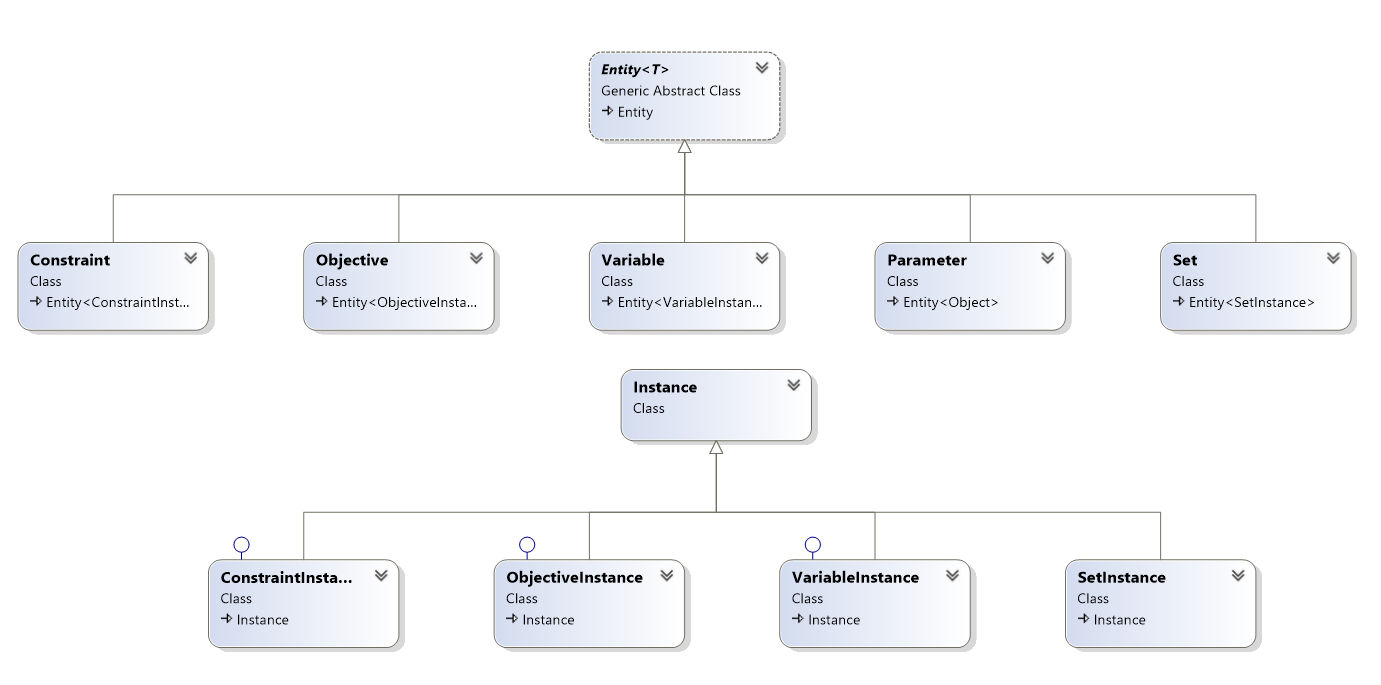 Entity<T>
Generic Abstract Class
Entity
Constraint
Class
Entity<ConstraintInst...
Objective
Class
Entity<ObjectiveInsta...
Variable
Class
Entity<VariableInstan...
Parameter
Class
Entity<Object>
Set
Class
Entity<SetInstance>
Instance
Class
ConstraintInsta...
Class
Instance
ObjectiveInstance
Class
Instance
VariableInstance
Class
Instance
SetInstance
Class
Instance